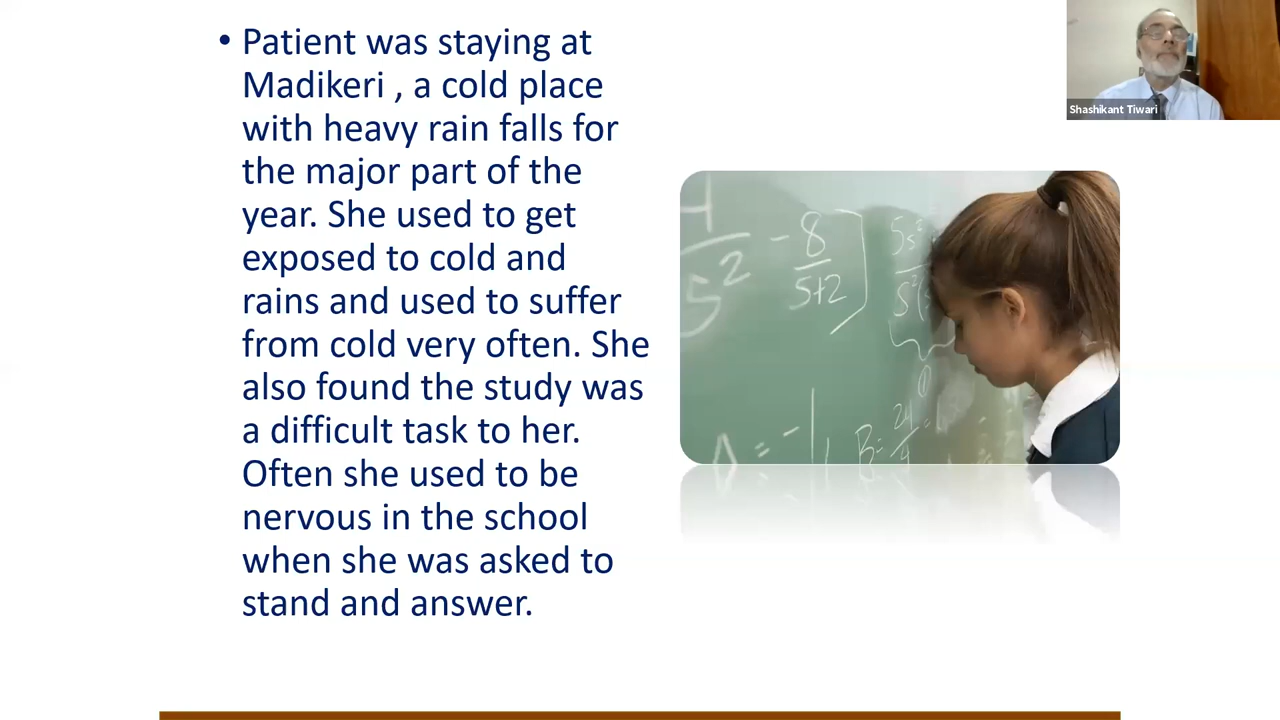 • Patient was staying at
Madikeri , a cold place
with heavy rain falls for
the major part of the
year. She used to get
exposed to cold and
rains and used to suffer
from cold very often. She
also found the study was
a difficult task to her.
Often she used to be
nervous in the school
when she was asked to
stand and answer.
Shashikant Tiwari
- 8
5+2